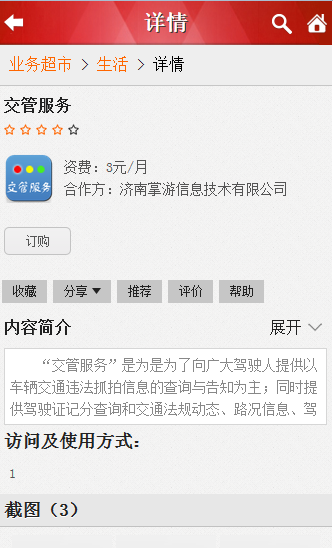 详情
业务超市 > 生活 > 详情
交管服务
交管服务
资费：3元/月
合作方：济南掌游信息技术有限公司
订购
收藏 分享 推荐 评价 帮助
内容简介 展开
“交管服务”是为是为了向广大驾驶人提供以
车辆交通违法抓拍信息的查询与告知为主；同时提
供驾驶证记分查询和交通法规动态、路况信息、驾
访问及使用方式：
1
截图（3）